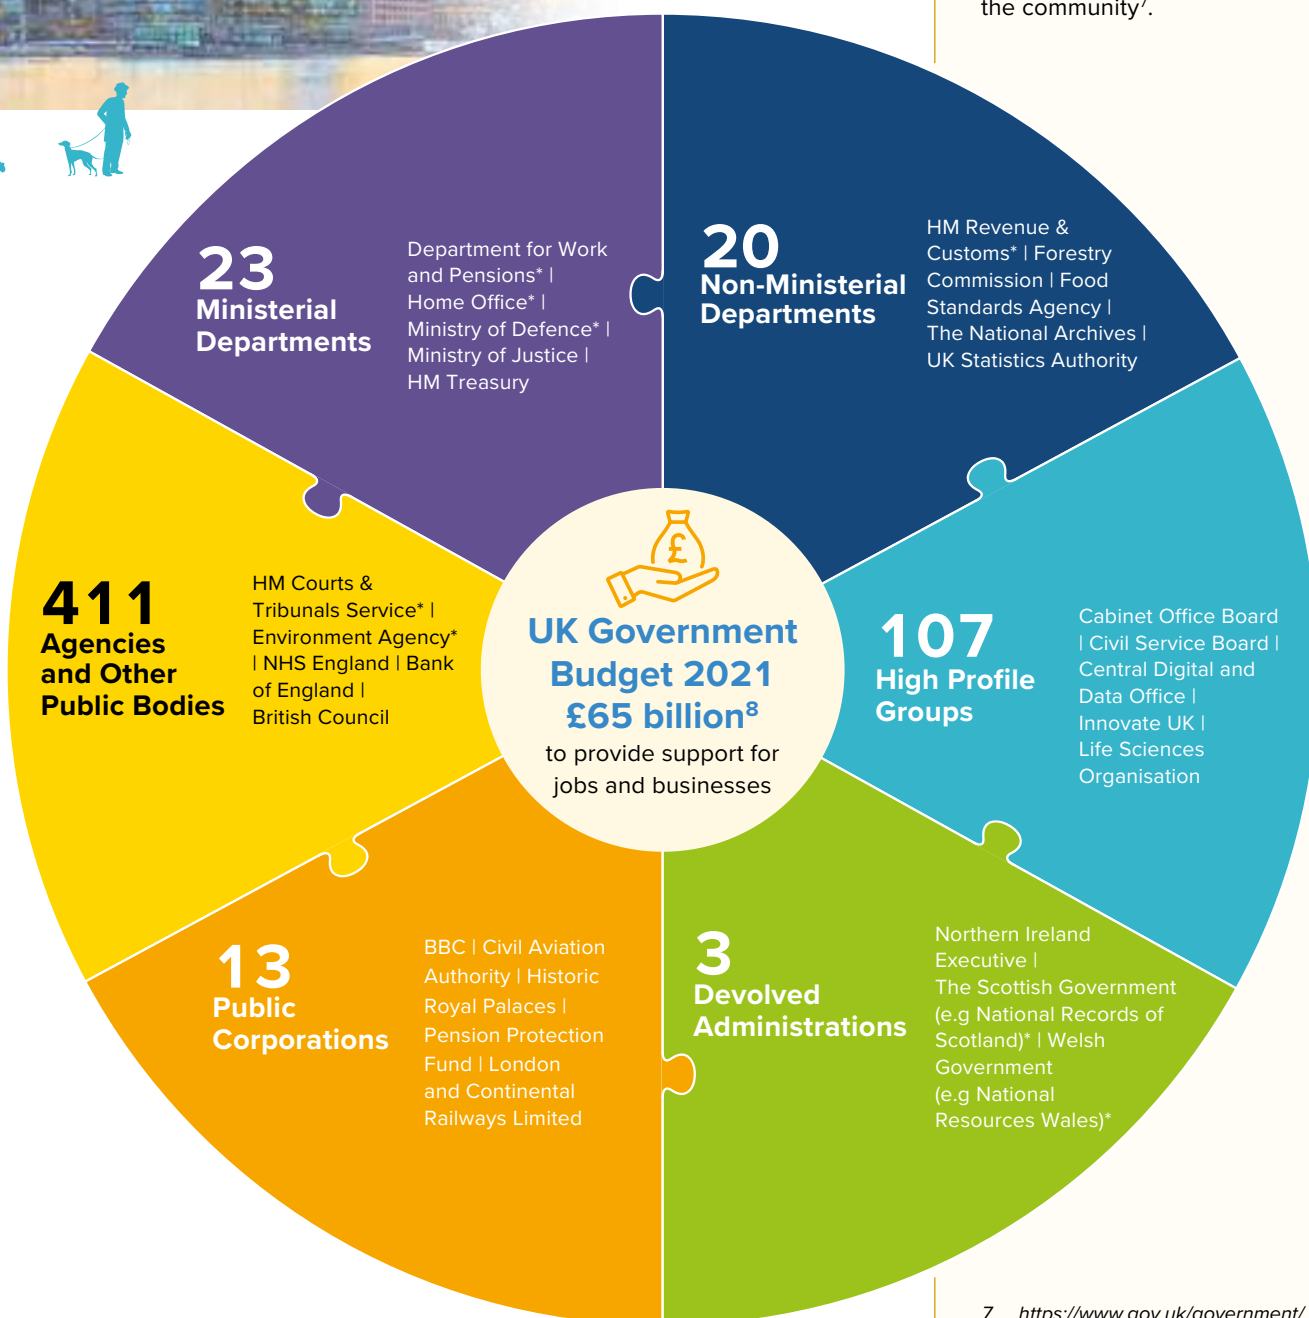 the community⁷.
23
Ministerial
Departments
Department for Work
and Pensions* |
Home Office* |
Ministry of Defence* |
Ministry of Justice |
HM Treasury
20
Non-Ministerial
Departments
HM Revenue &
Customs* | Forestry
Commission | Food
Standards Agency |
The National Archives |
UK Statistics Authority
411
Agencies
and Other
Public Bodies
HM Courts &
Tribunals Service* |
Environment Agency*
| NHS England | Bank
of England |
British Council
£
UK Government
Budget 2021
£65 billion⁸
to provide support for
jobs and businesses
107
High Profile
Groups
Cabinet Office Board
| Civil Service Board |
Central Digital and
Data Office |
Innovate UK |
Life Sciences
Organisation
13
Public
Corporations
BBC | Civil Aviation
Authority | Historic
Royal Palaces |
Pension Protection
Fund | London
and Continental
Railways Limited
3
Devolved
Administrations
Northern Ireland
Executive |
The Scottish Government
(e.g National Records of
Scotland)* | Welsh
Government
(e.g National
Resources Wales)*
7 https://www.gov.uk/government/